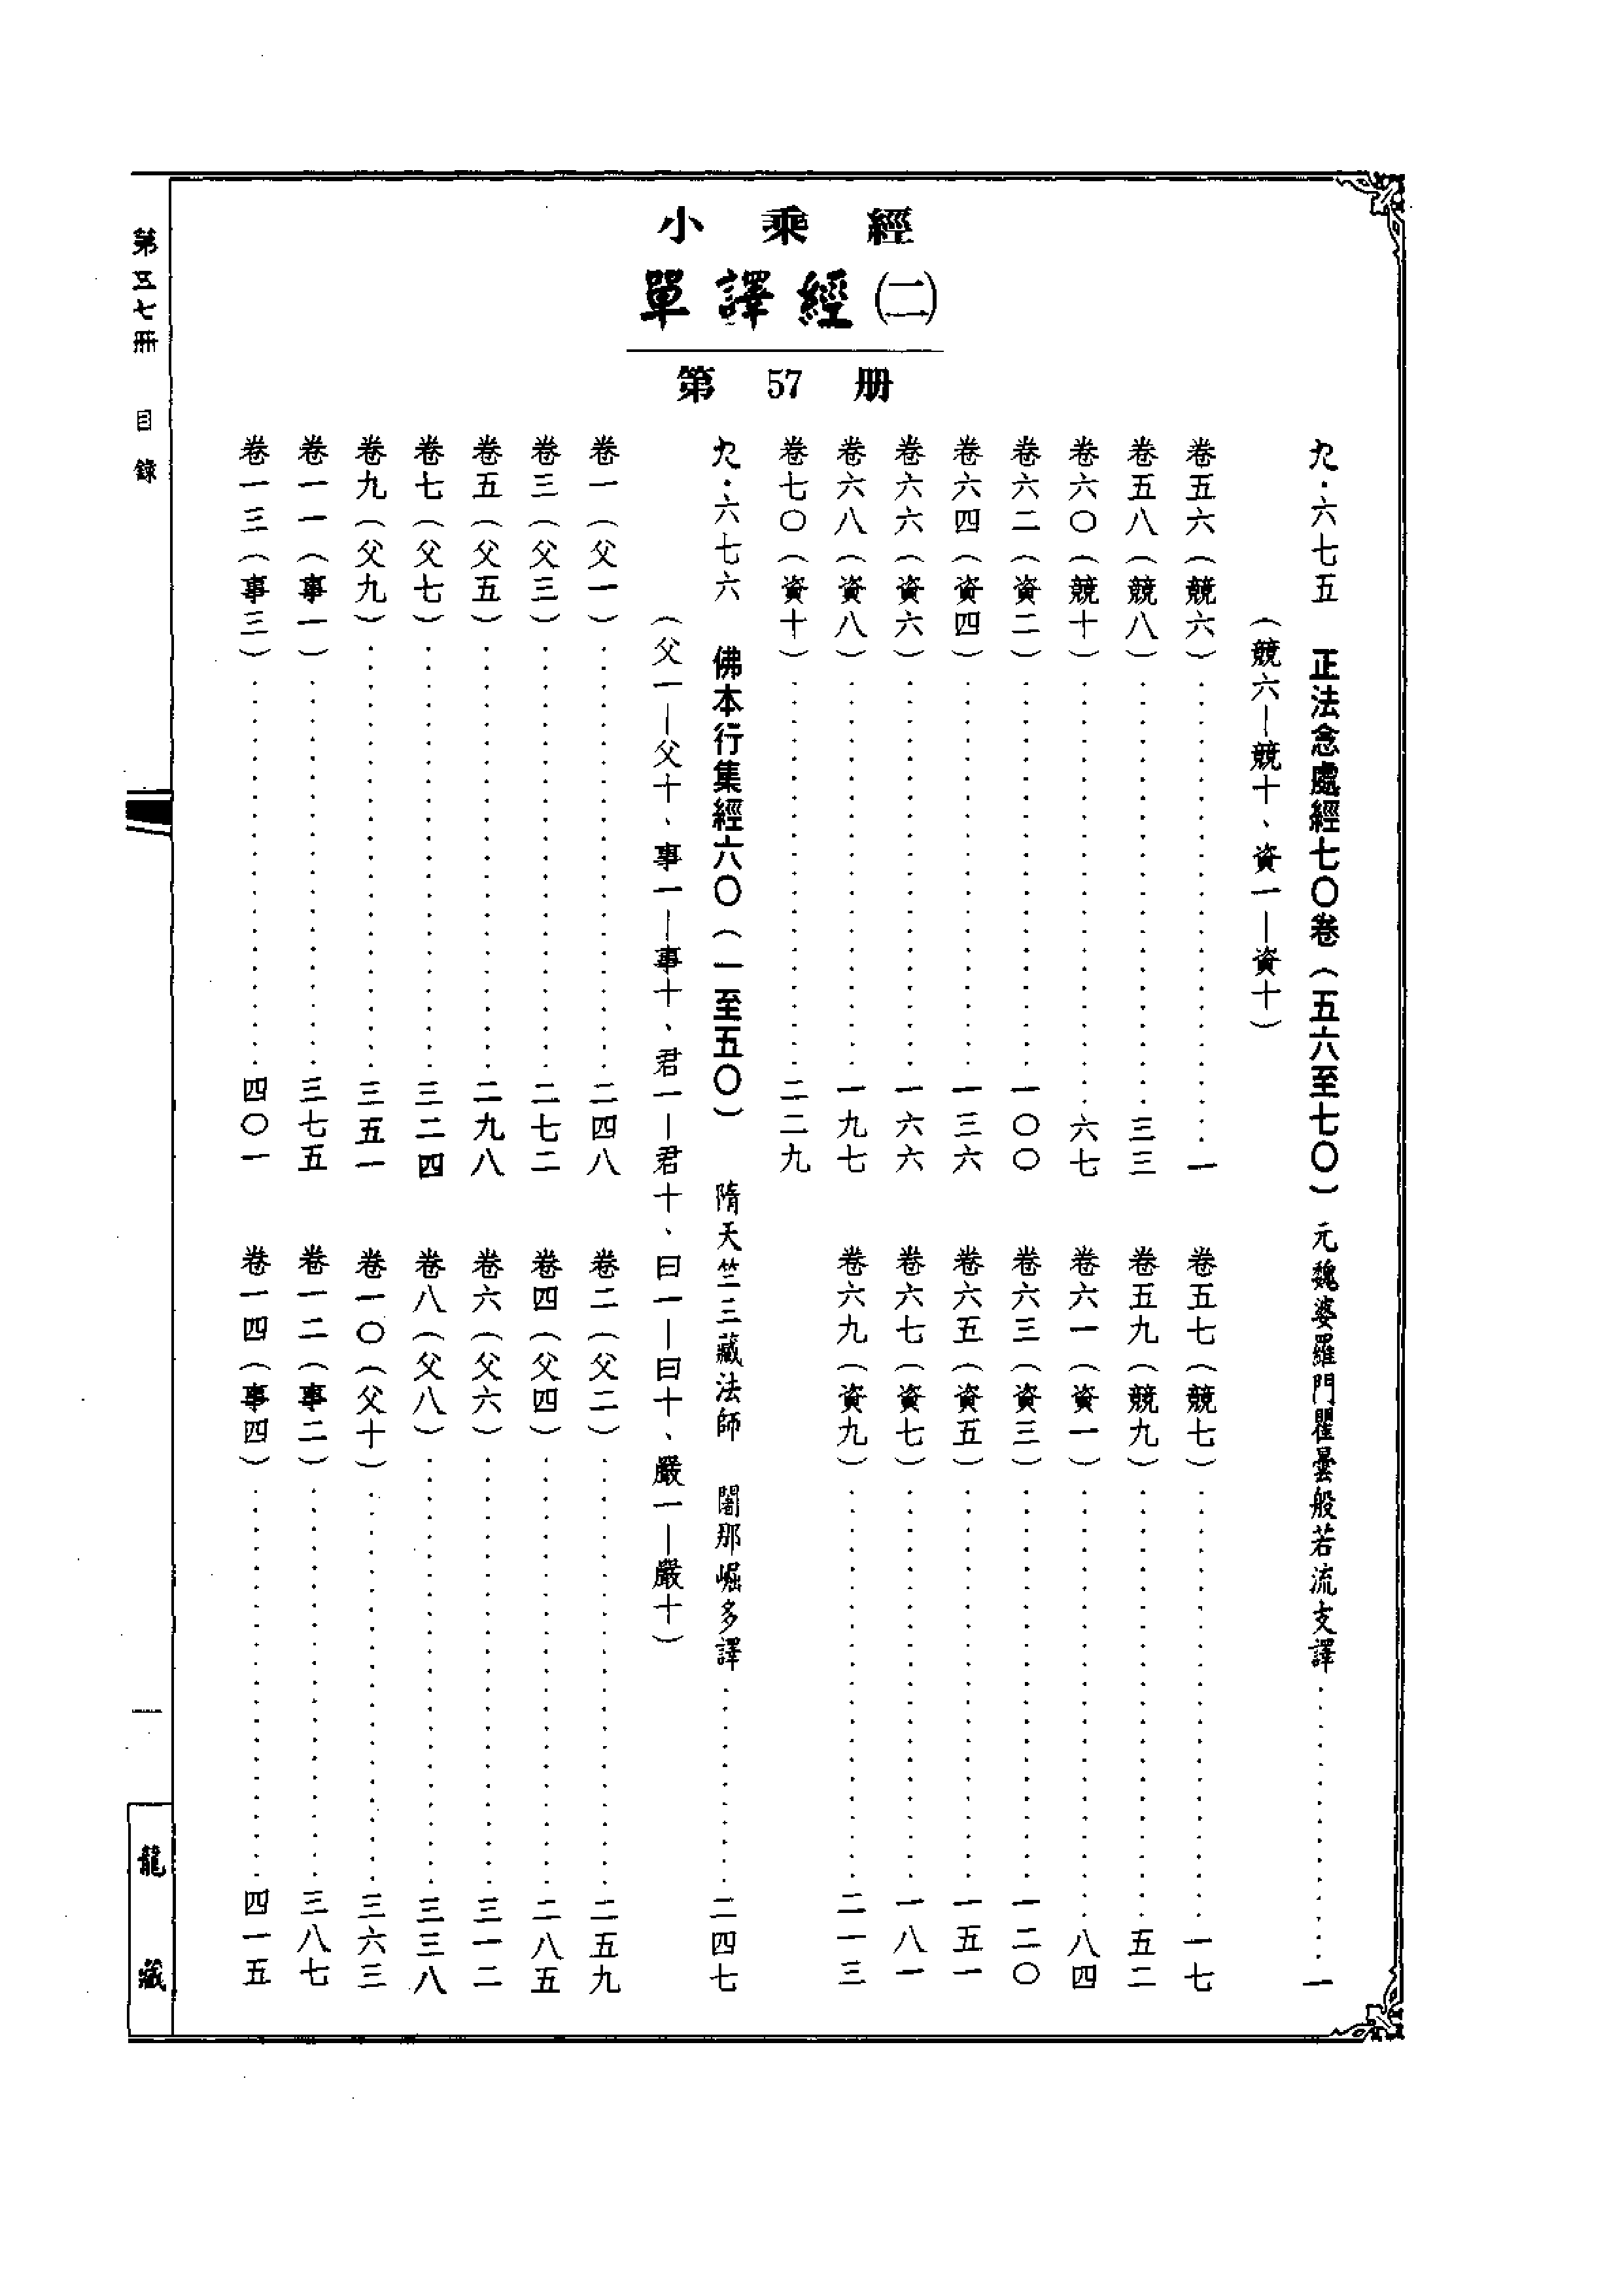 小乘經
單譯經(二)
第57册
九·六七五 正法念處經七〇卷(五六至七〇) 元魏婆羅門瞿曇般若流支譯……一
(競六—競十、資一—資十)
卷五六(競六)……一 卷五七(競七)……一七
卷五八(競八)……三三 卷五九(競九)……五二
卷六〇(競十)……六七 卷六一(資一)……八四
卷六二(資二)……一〇〇 卷六三(資三)……一二〇
卷六四(資四)……一三六 卷六五(資五)……一五一
卷六六(資六)……一六六 卷六七(資七)……一八一
卷六八(資八)……一九七 卷六九(資九)……二一三
卷七〇(資十)……二二九
九·六七六 佛本行集經六〇(一至五〇) 隋天竺三藏法師 闍那崛多譯……二四七
(父一—父十、事一—事十、君一—君十、曰一—曰十、嚴一—嚴十)
卷一(父一)……二四八 卷二(父二)……二五九
卷三(父三)……二七二 卷四(父四)……二八五
卷五(父五)……二九八 卷六(父六)……三一二
卷七(父七)……三二四 卷八(父八)……三三八
卷九(父九)……三五一 卷一〇(父十)……三六三
卷一一(事一)……三七五 卷一二(事二)……三八七
卷一三(事三)……四〇一 卷一四(事四)……四一五
第五七冊 目錄
一
龍藏